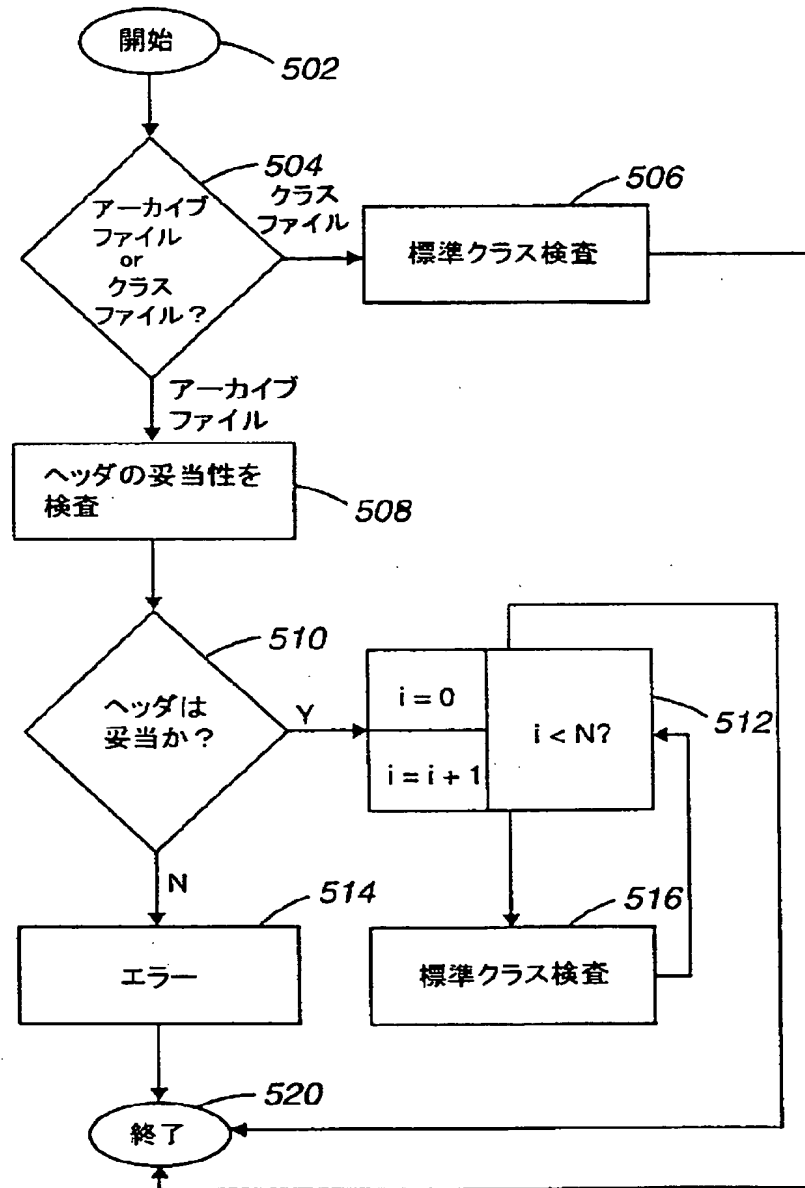 開始
502
504
アーカイブ
ファイル
or
クラス
ファイル?
クラス
ファイル
506
標準クラス検査
アーカイブ
ファイル
ヘッダの妥当性を
検査
508
510
ヘッダは
妥当か?
Y
i = 0
i = i + 1
i < N?
512
N
514
エラー
516
標準クラス検査
520
終了